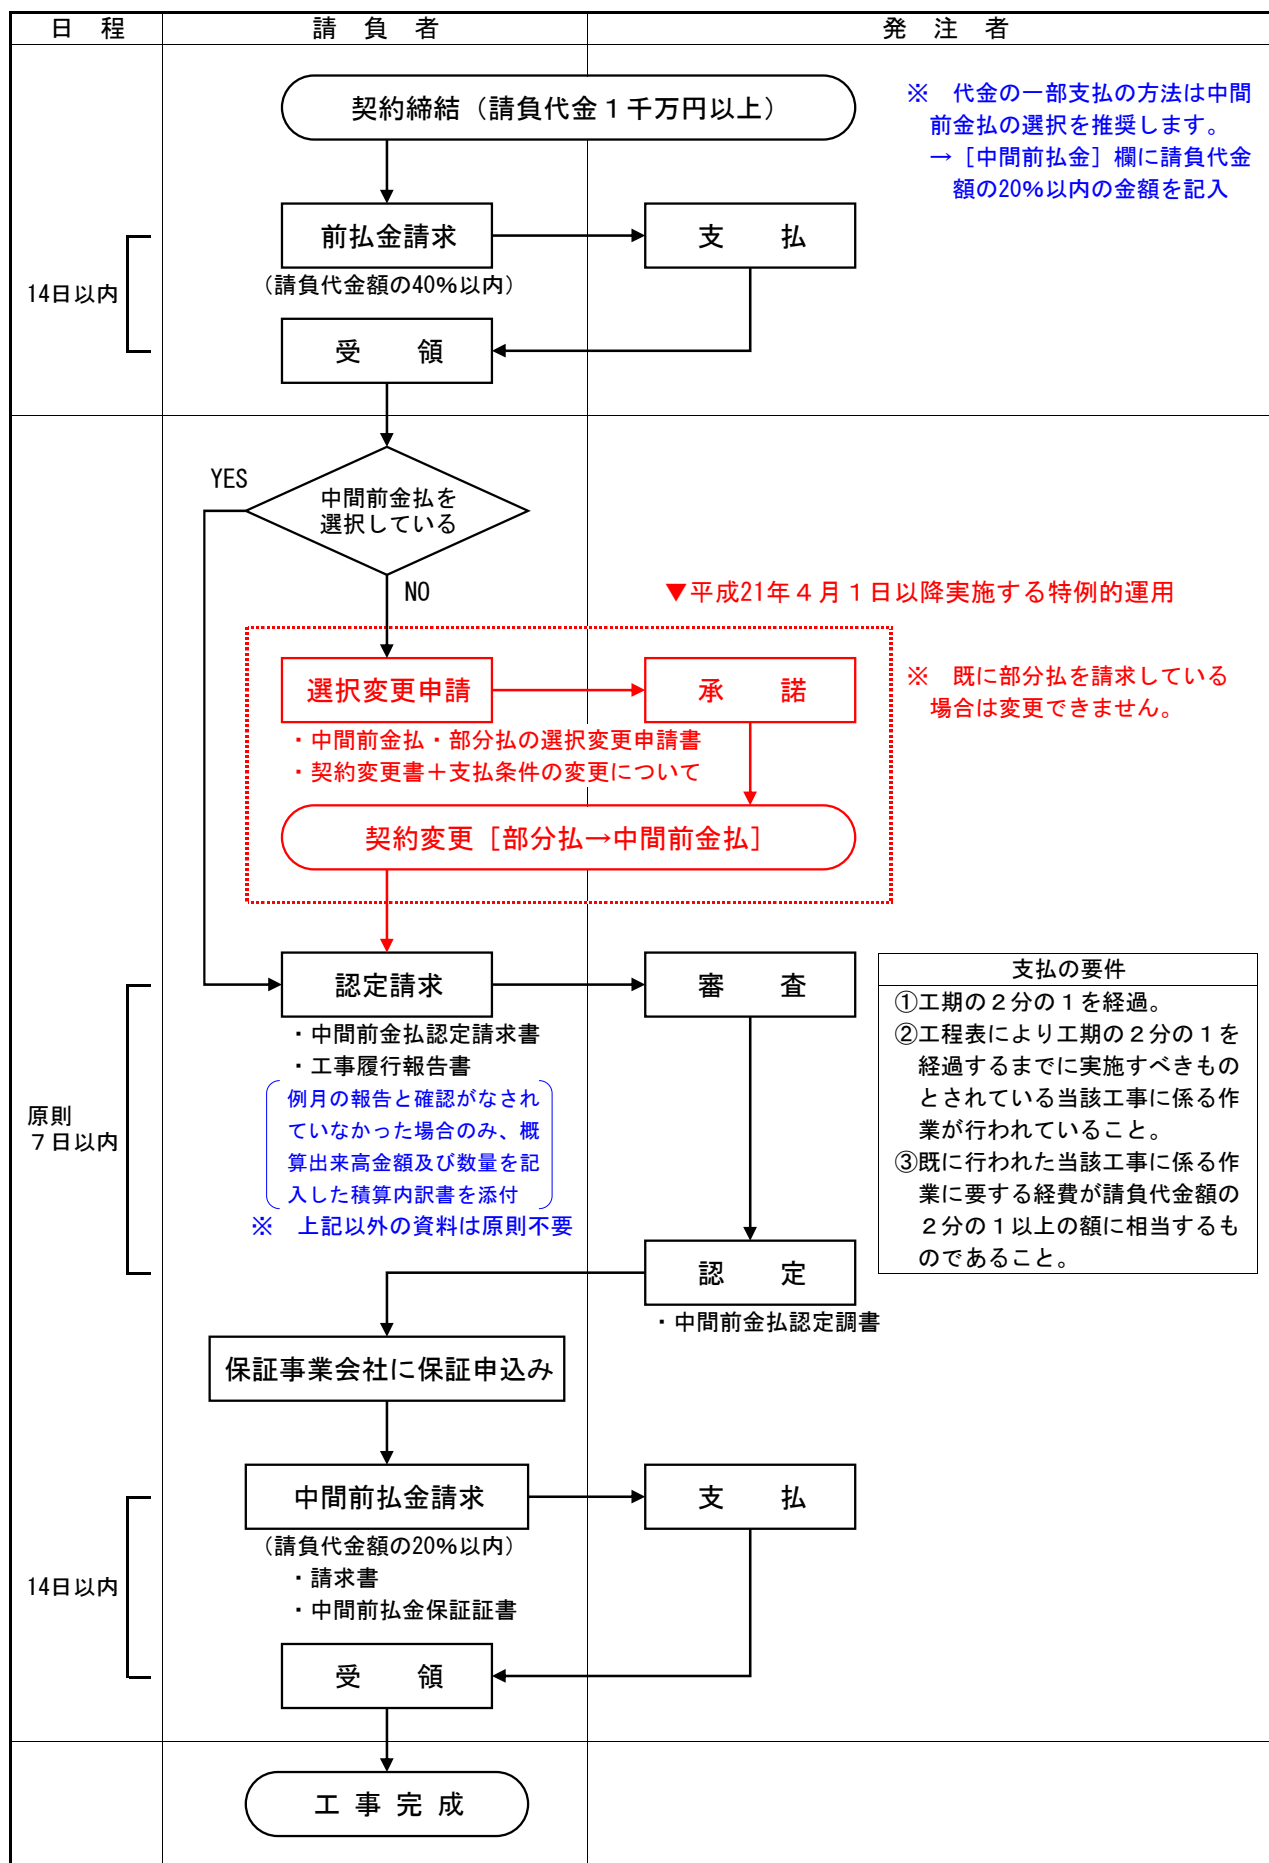 日　程
請　負　者
発　注　者
契約締結（請負代金１千万円以上）
※　代金の一部支払の方法は中間
前金払の選択を推奨します。
→［中間前払金］欄に請負代金
額の20%以内の金額を記入
前払金請求
支　　払
（請負代金額の40%以内）
14日以内
受　　領
YES
中間前金払を
選択している
NO
▼平成21年４月１日以降実施する特例的運用
選択変更申請
承　　諾
※　既に部分払を請求している
場合は変更できません。
・中間前金払・部分払の選択変更申請書
・契約変更書＋支払条件の変更について
契約変更［部分払→中間前金払］
認定請求
審　　査
支払の要件
①工期の２分の１を経過。
②工程表により工期の２分の１を
経過するまでに実施すべきもの
とされている当該工事に係る作
業が行われていること。
③既に行われた当該工事に係る作
業に要する経費が請負代金額の
２分の１以上の額に相当するも
のであること。
・中間前金払認定請求書
・工事履行報告書
例月の報告と確認がなされ
ていなかった場合のみ、概
算出来高金額及び数量を記
入した積算内訳書を添付
※　上記以外の資料は原則不要
原則
７日以内
認　　定
・中間前金払認定調書
保証事業会社に保証申込み
中間前払金請求
支　　払
（請負代金額の20%以内）
・請求書
・中間前払金保証証書
14日以内
受　　領
工 事 完 成